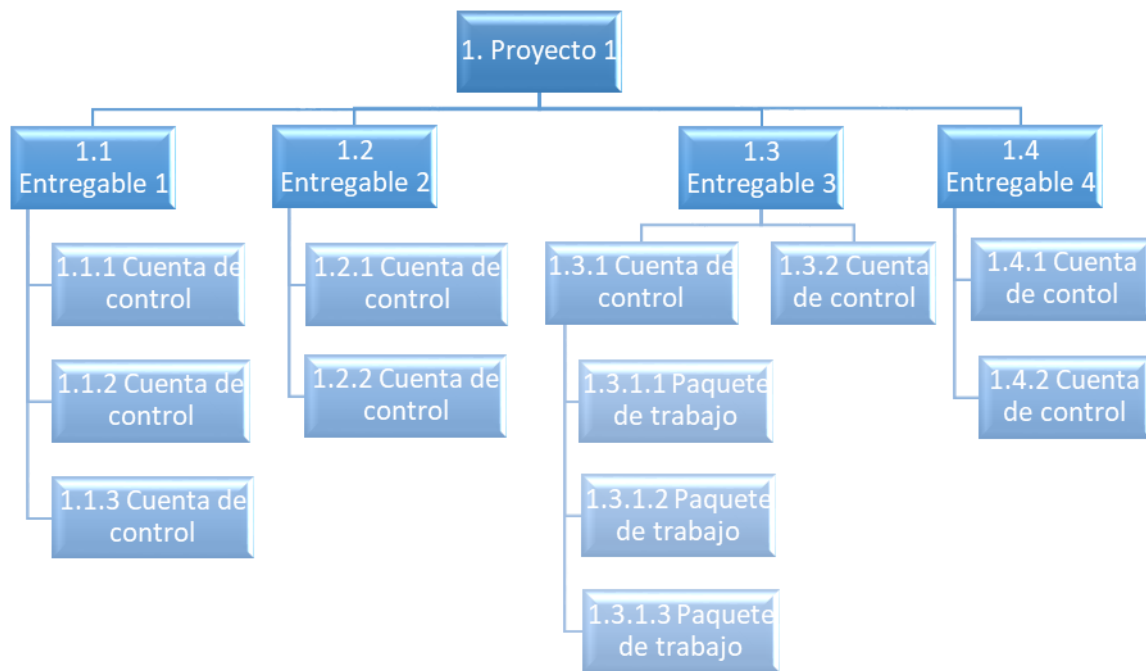 1. Proyecto 1
1.1
Entregable 1
1.2
Entregable 2
1.3
Entregable 3
1.4
Entregable 4
1.1.1 Cuenta de
control
1.1.2 Cuenta de
control
1.1.3 Cuenta de
control
1.2.1 Cuenta de
control
1.2.2 Cuenta de
control
1.3.1 Cuenta de
control
1.3.1.1 Paquete
de trabajo
1.3.1.2 Paquete
de trabajo
1.3.1.3 Paquete
de trabajo
1.3.2 Cuenta
de control
1.4.1 Cuenta
de contol
1.4.2 Cuenta
de control